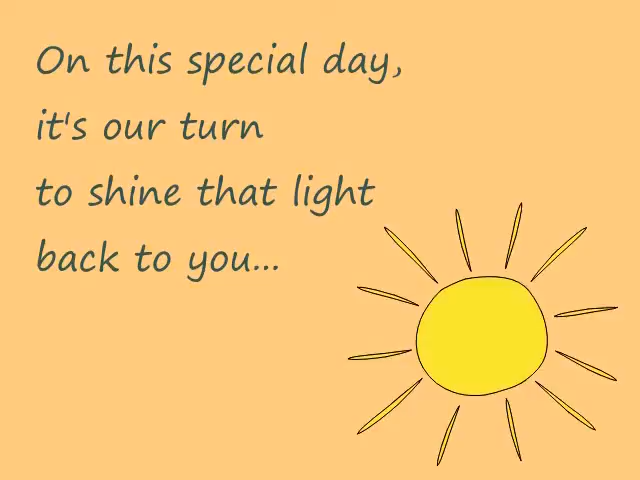 On this special day,
it's our turn
to shine that light
back to you...